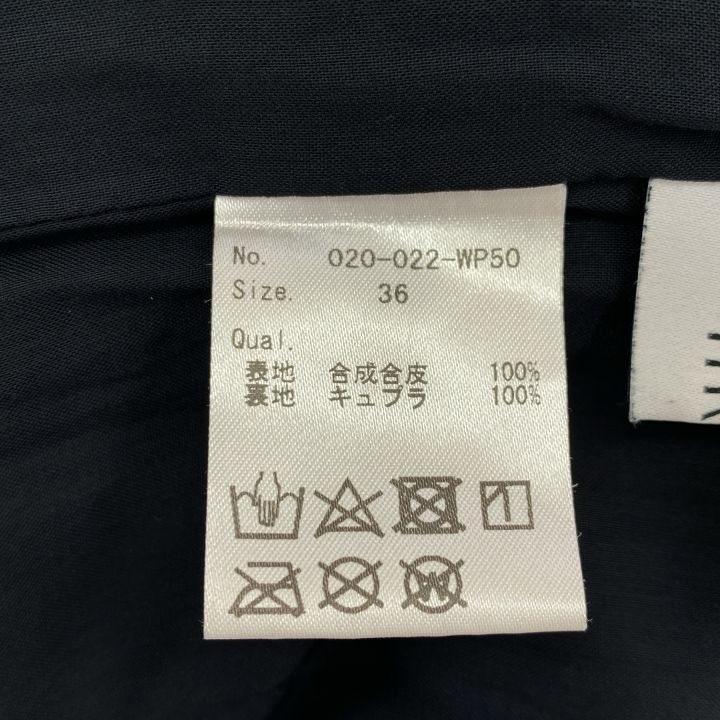 No. 020-022-WP50
Size. 36
Qual.
表地 合成合皮 100%
裏地 キュプラ 100%
W